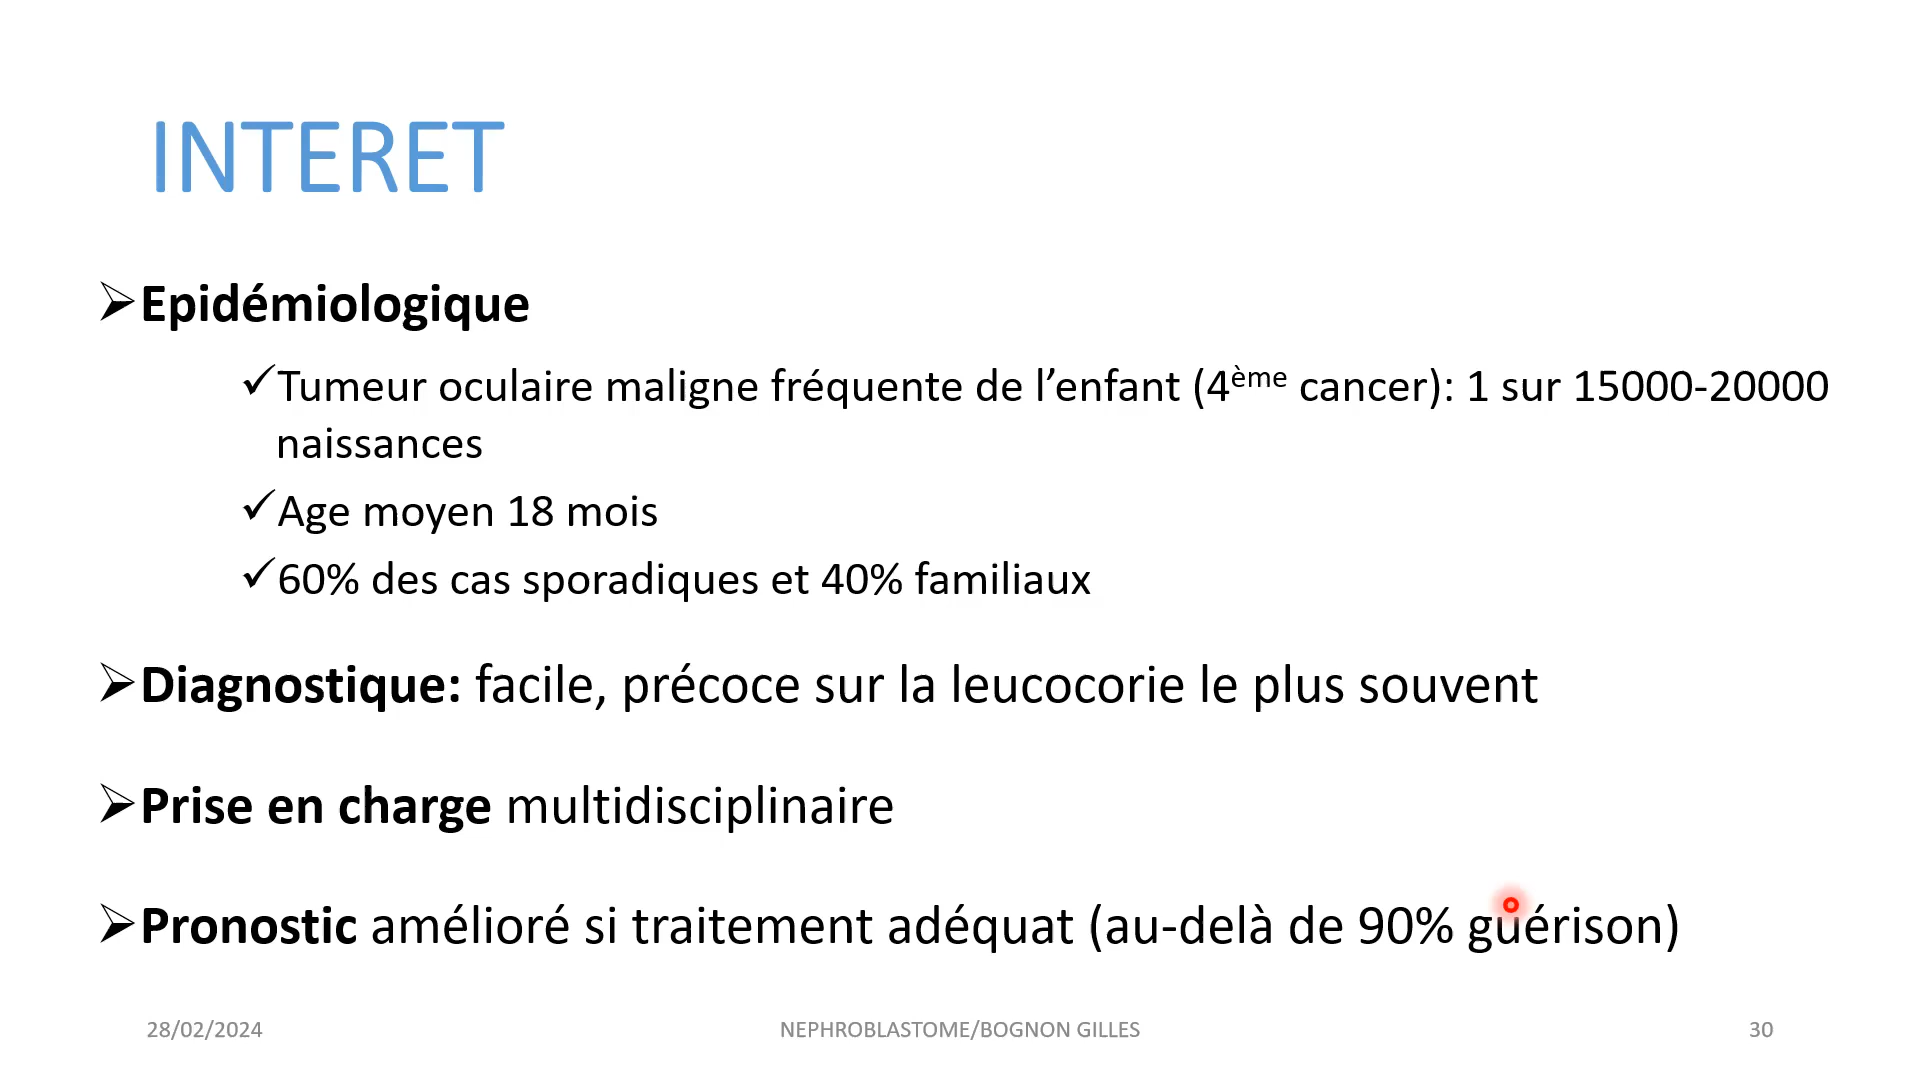 INTERET
➢Epidémiologique
✓Tumeur oculaire maligne fréquente de l’enfant (4ème cancer): 1 sur 15000-20000
naissances
✓Age moyen 18 mois
✓60% des cas sporadiques et 40% familiaux
➢Diagnostique: facile, précoce sur la leucocorie le plus souvent
➢Prise en charge multidisciplinaire
➢Pronostic amélioré si traitement adéquat (au-delà de 90% guérison)
28/02/2024 NEPHROBLASTOME/BOGNON GILLES 30